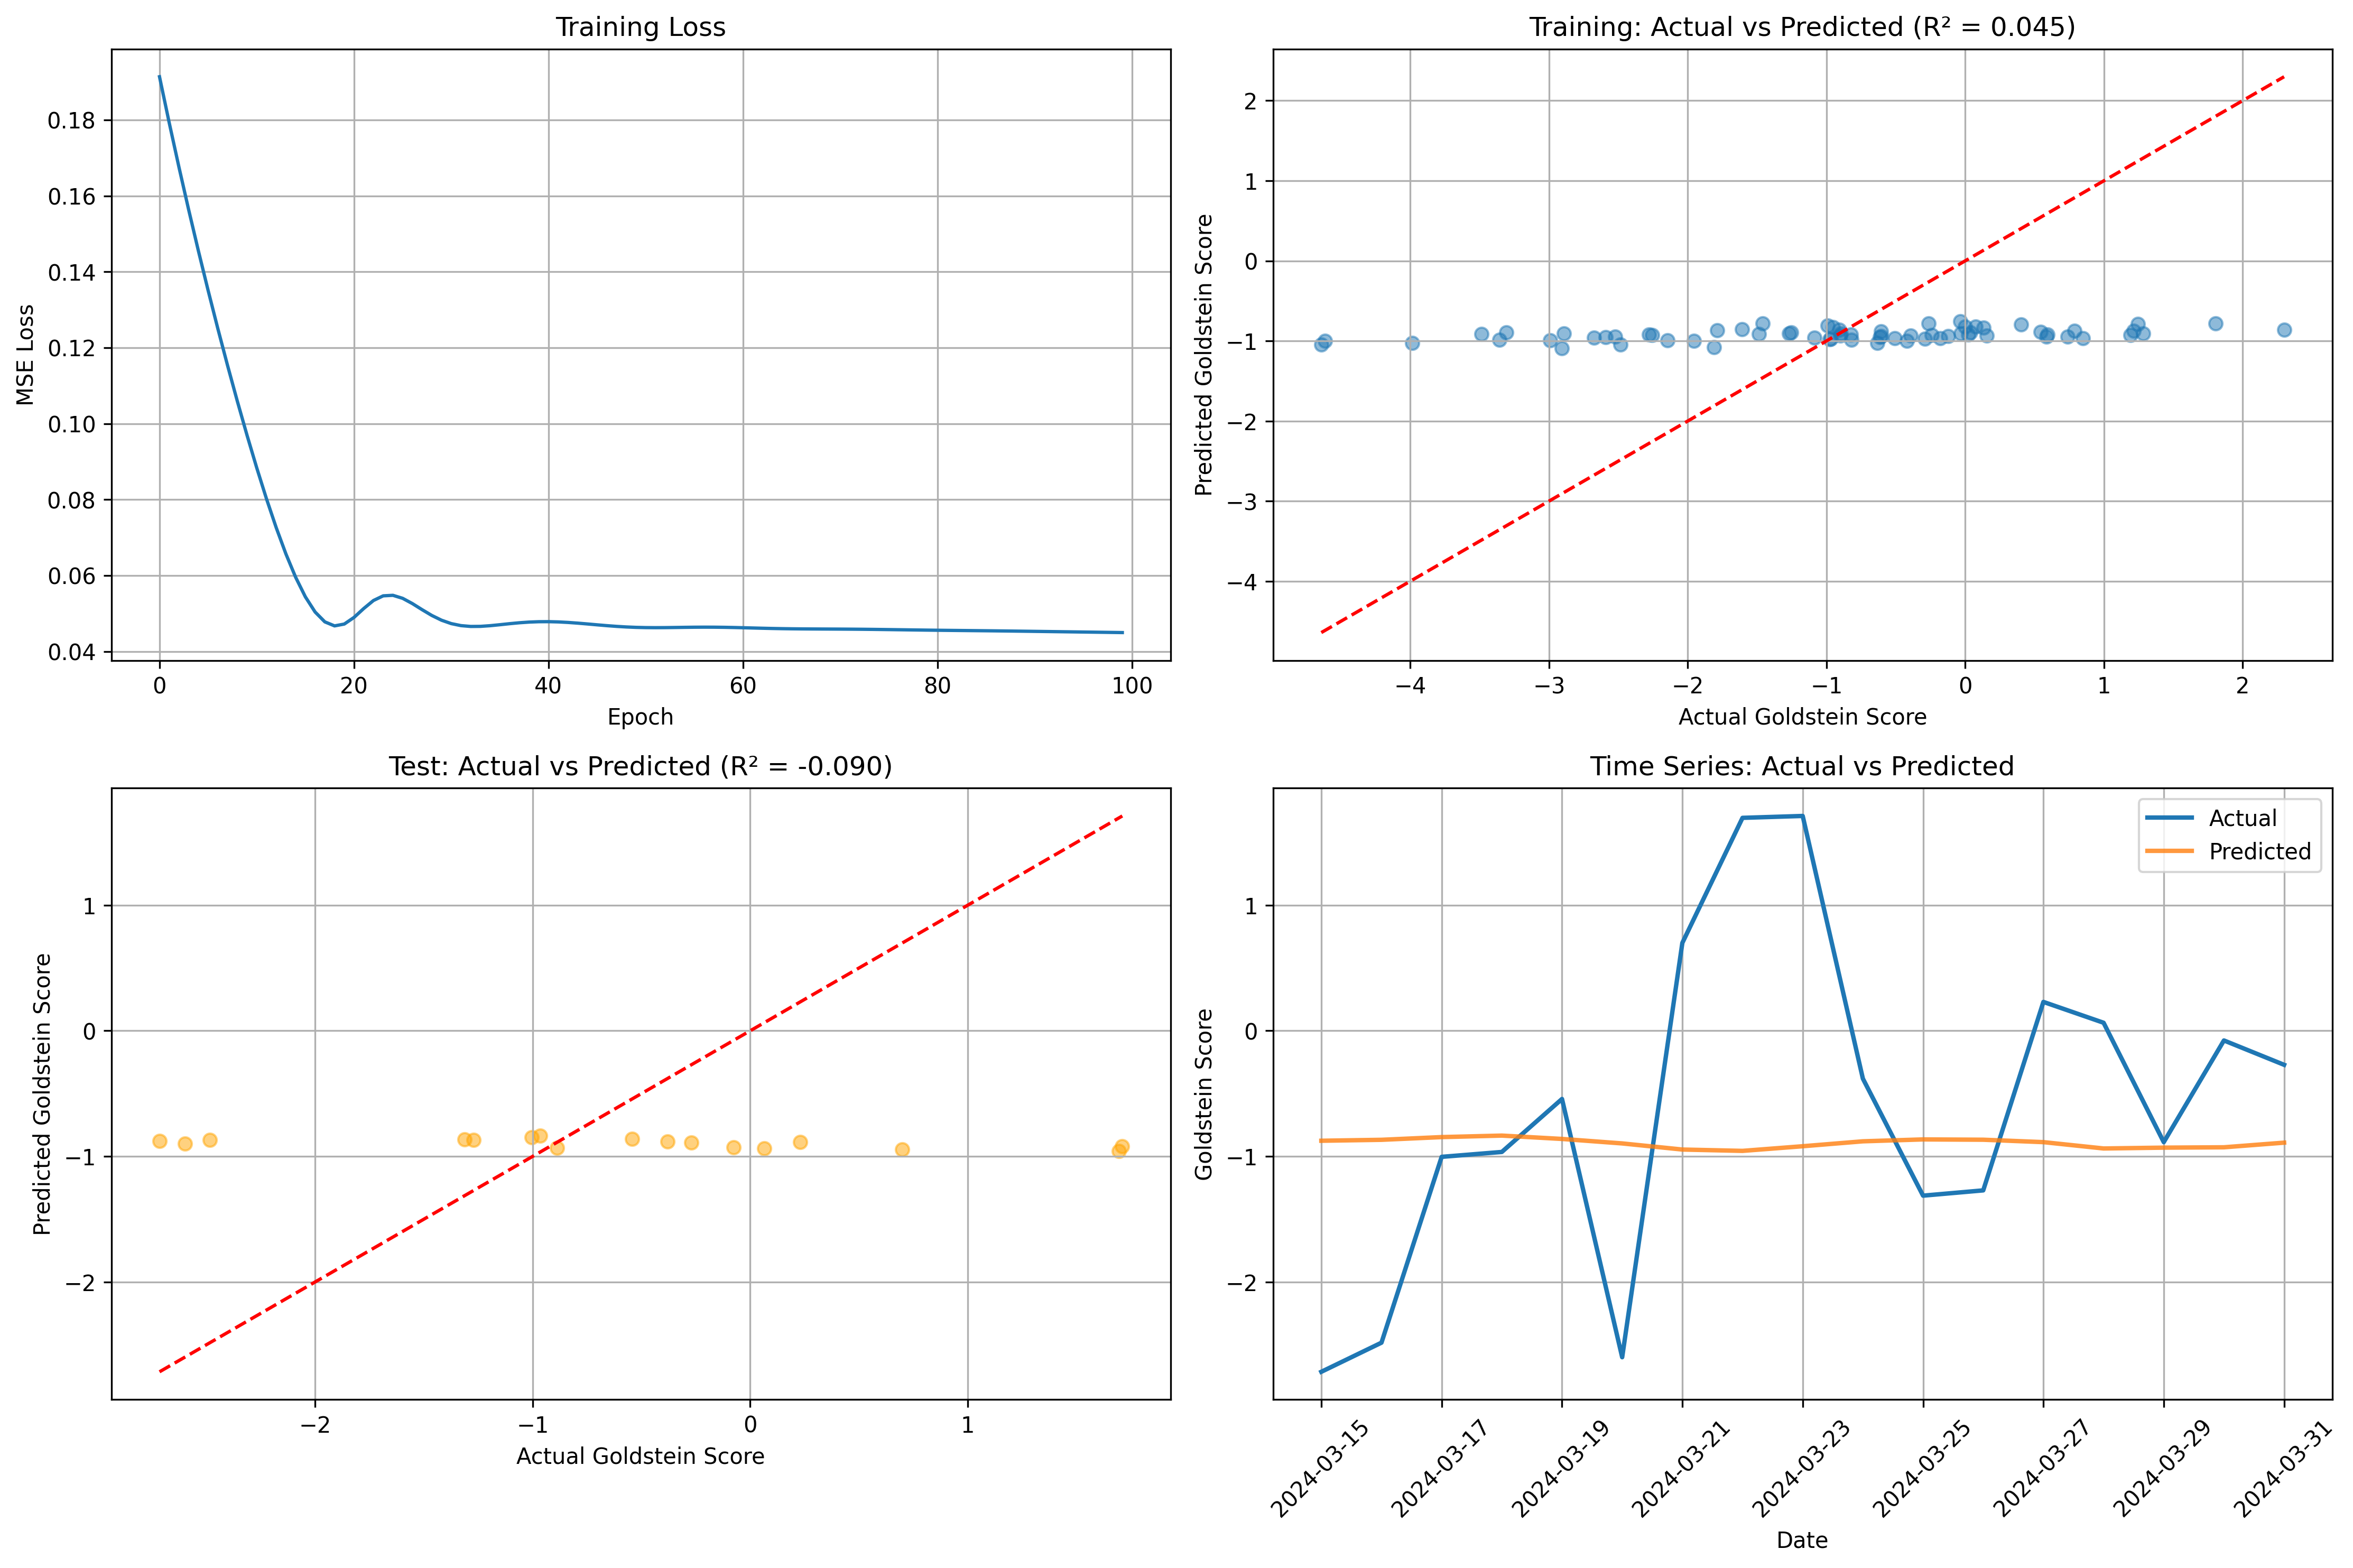 Training Loss
MSE Loss
0.18
0.16
0.14
0.12
0.10
0.08
0.06
0.04
0 20 40 60 80 100
Epoch
Training: Actual vs Predicted (R² = 0.045)
Predicted Goldstein Score
2
1
0
−1
−2
−3
−4
−4 −3 −2 −1 0 1 2
Actual Goldstein Score
Test: Actual vs Predicted (R² = -0.090)
Predicted Goldstein Score
1
0
−1
−2
−2 −1 0 1
Actual Goldstein Score
Time Series: Actual vs Predicted
Actual
Predicted
Goldstein Score
1
0
−1
−2
2024-03-15 2024-03-17 2024-03-19 2024-03-21 2024-03-23 2024-03-25 2024-03-27 2024-03-29 2024-03-31
Date